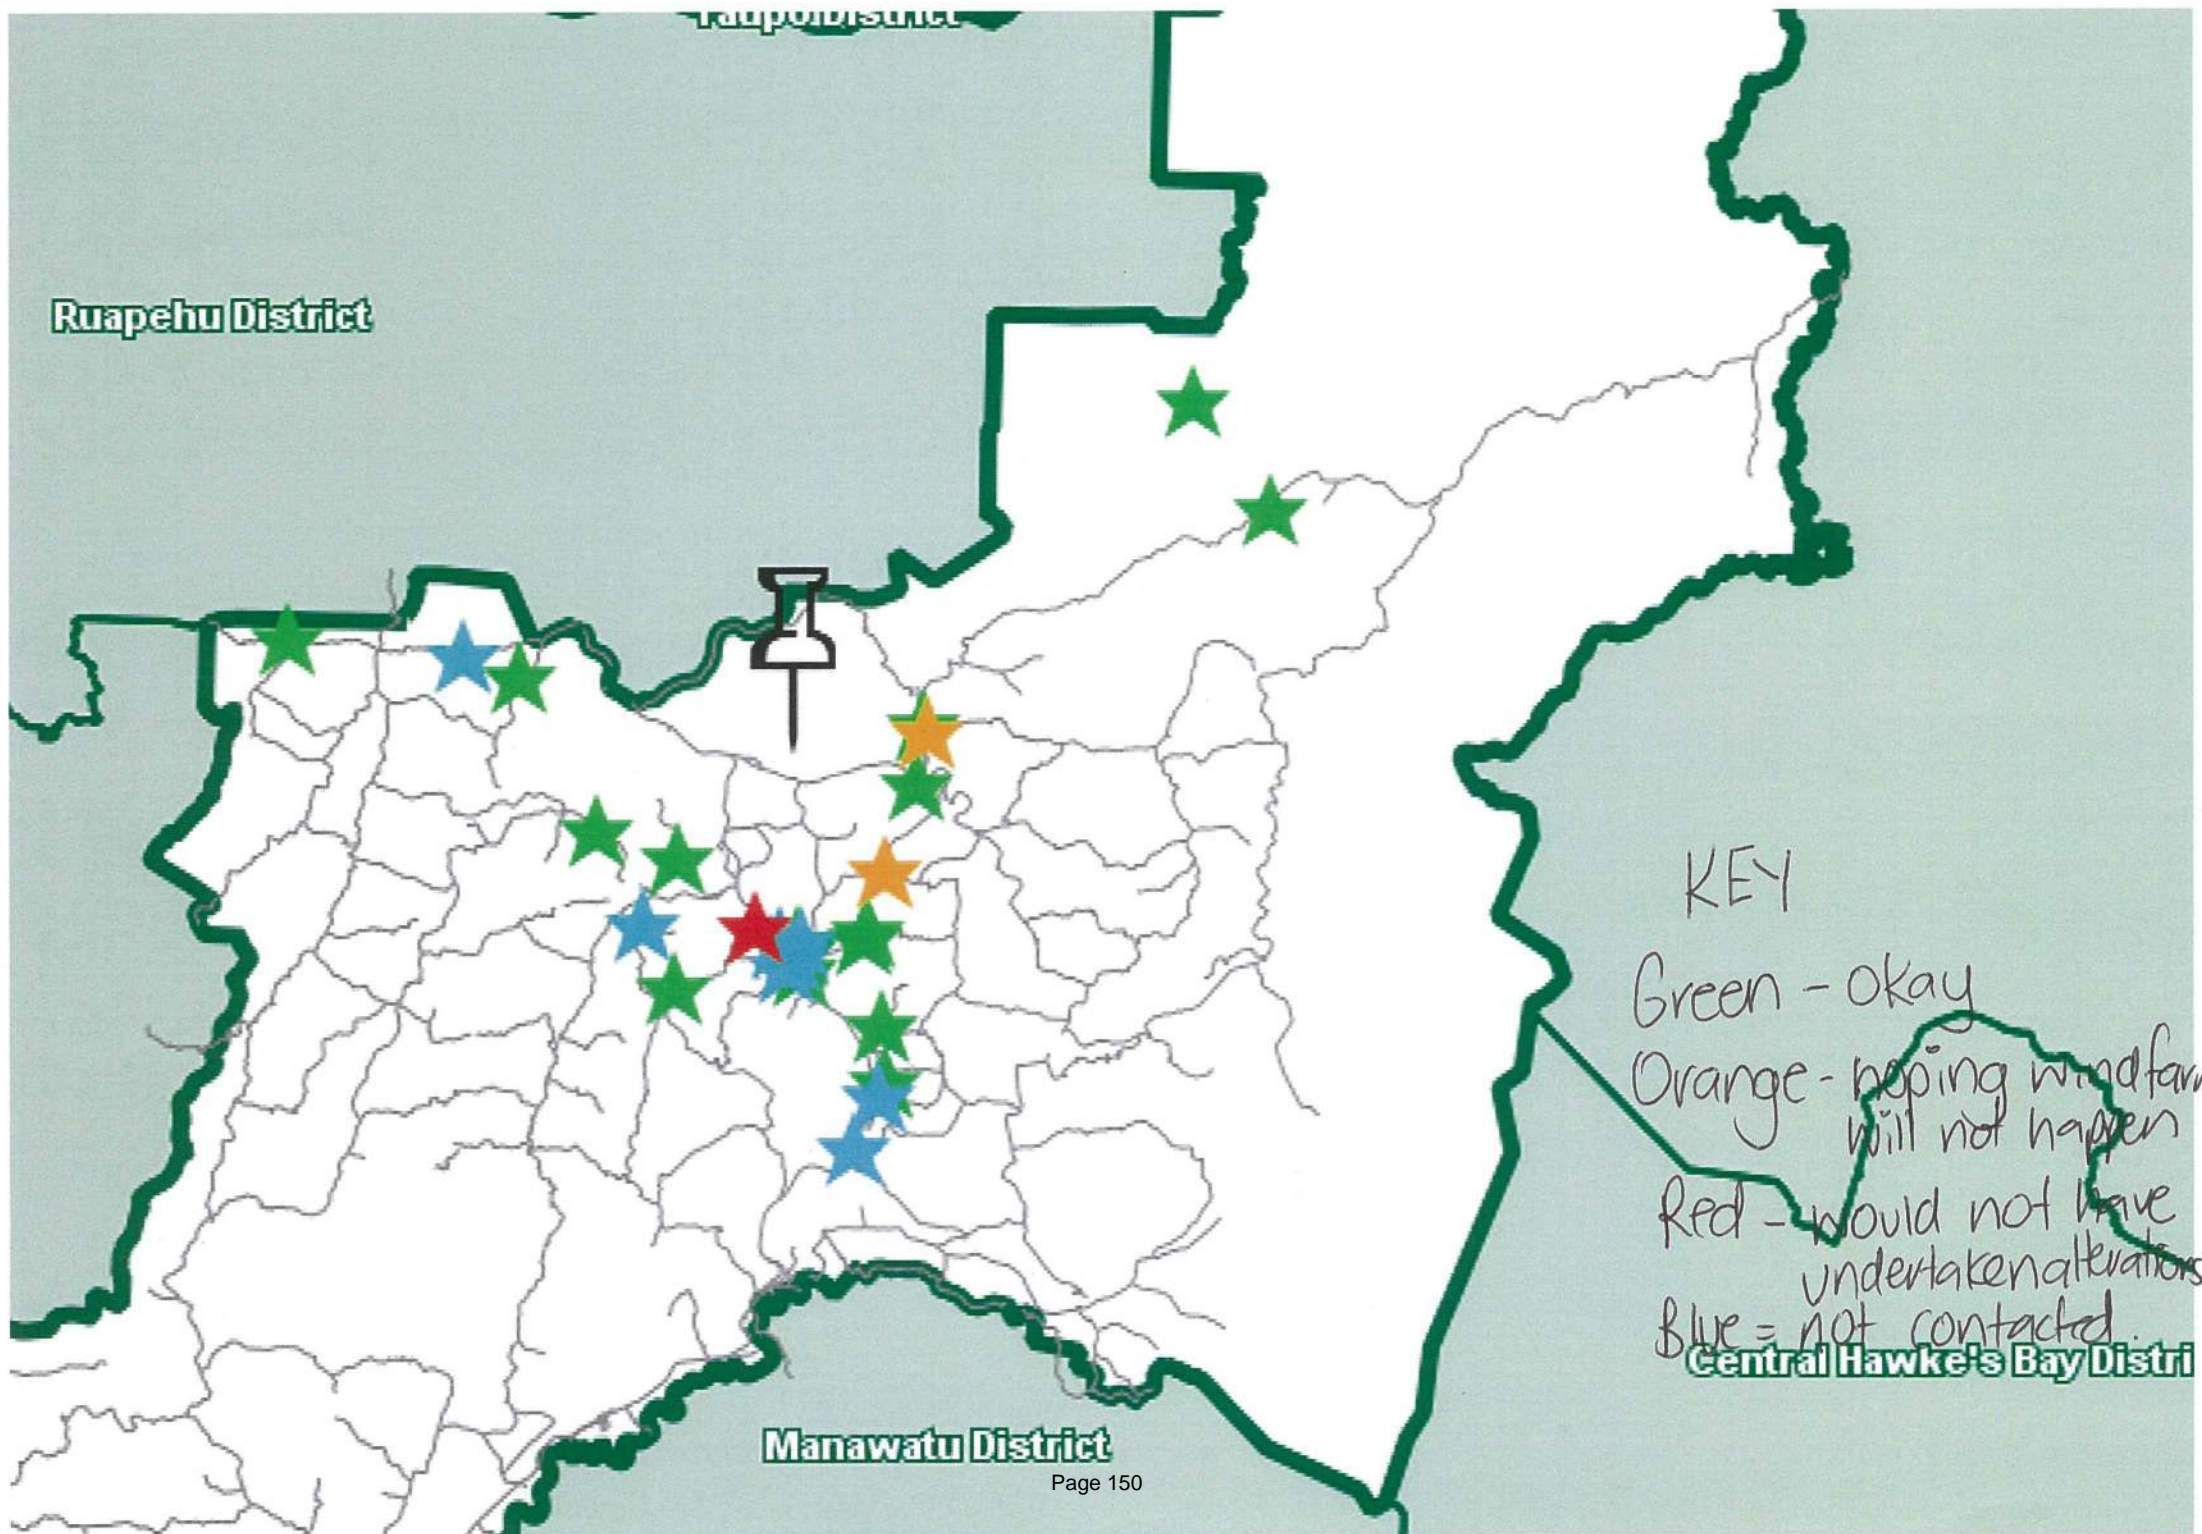 Taupo District
Ruapehu District
KEY
Green - okay
Orange - hoping windfarm
will not happen
Red - would not have
undertaken alterations
Blue = not contacted.
Central Hawke's Bay Distri
Manawatu District
Page 150